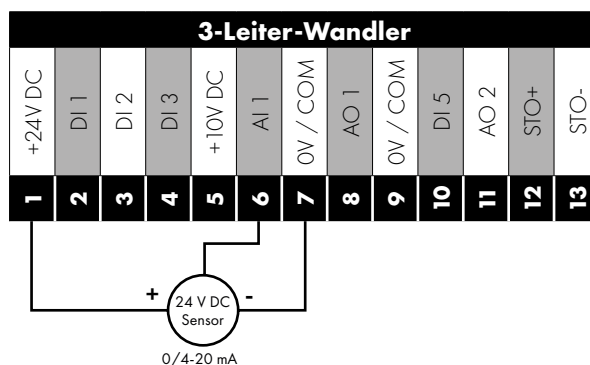 3-Leiter-Wandler
+24V DC
DI 1
DI 2
DI 3
+10V DC
AI 1
0V / COM
AO 1
0V / COM
DI 5
AO 2
STO+
STO-
1 2 3 4 5 6 7 8 9 10 11 12 13
+ -
24 V DC
Sensor
0/4-20 mA